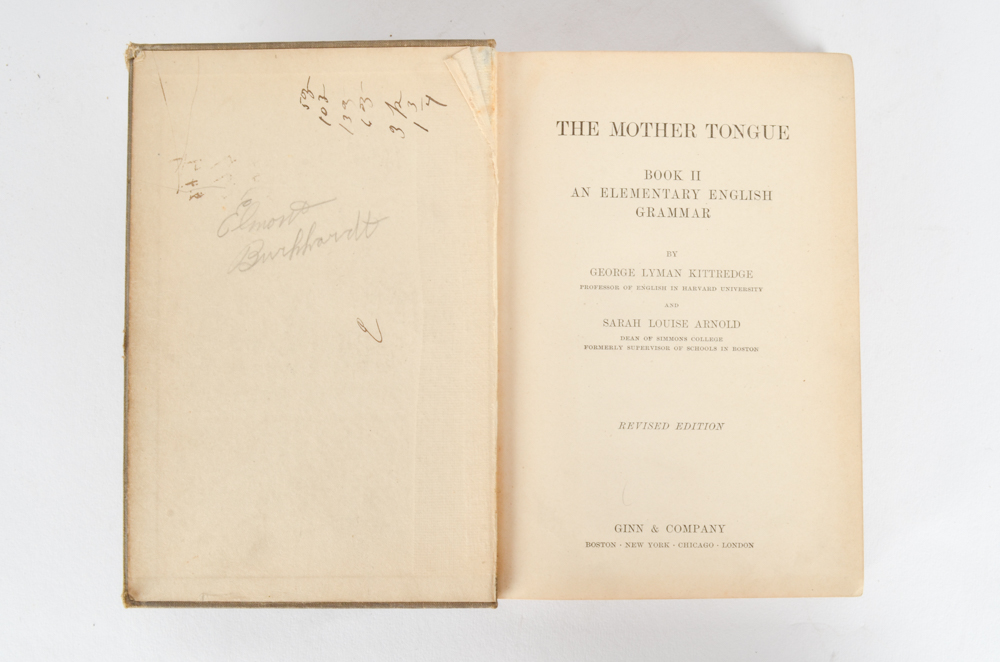 Elmont
Burkhardt
THE MOTHER TONGUE
BOOK II
AN ELEMENTARY ENGLISH
GRAMMAR
BY
GEORGE LYMAN KITTREDGE
PROFESSOR OF ENGLISH IN HARVARD UNIVERSITY
AND
SARAH LOUISE ARNOLD
DEAN OF SIMMONS COLLEGE
FORMERLY SUPERVISOR OF SCHOOLS IN BOSTON
REVISED EDITION
GINN & COMPANY
BOSTON · NEW YORK · CHICAGO · LONDON